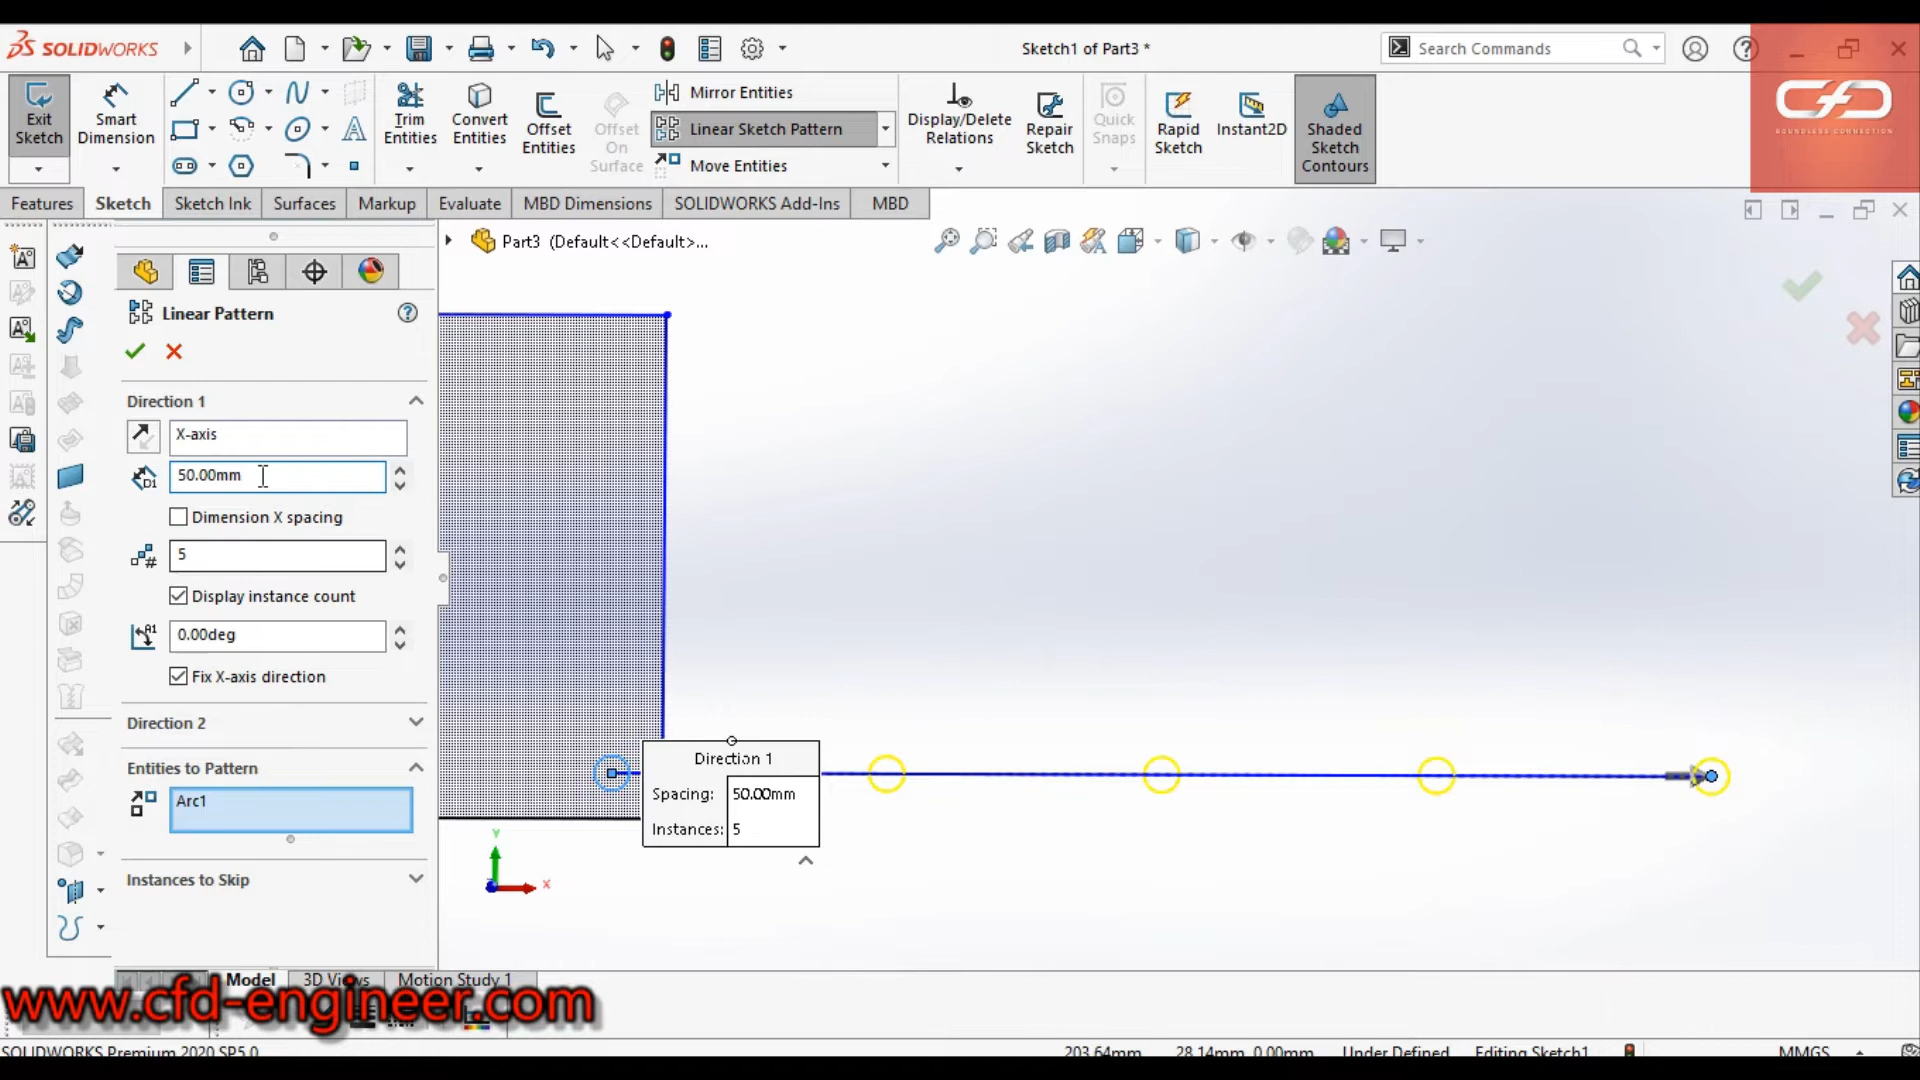 SOLIDWORKS
Sketch1 of Part3 *
Search Commands
Exit Sketch
Smart Dimension
Trim Entities
Convert Entities
Offset Entities
Offset On Surface
Mirror Entities
Linear Sketch Pattern
Move Entities
Display/Delete Relations
Repair Sketch
Quick Snaps
Rapid Sketch
Instant2D
Shaded Sketch Contours
BOUNDLESS CONNECTION
Features
Sketch
Sketch Ink
Surfaces
Markup
Evaluate
MBD Dimensions
SOLIDWORKS Add-Ins
MBD
Part3 (Default<<Default>...
Linear Pattern
Direction 1
X-axis
50.00mm
Dimension X spacing
5
Display instance count
0.00deg
Fix X-axis direction
Direction 2
Entities to Pattern
Arc1
Instances to Skip
Direction 1
Spacing: 50.00mm
Instances: 5
Y
X
Model
3D Views
Motion Study 1
www.cfd-engineer.com
SOLIDWORKS Premium 2020 SP5.0
203.64mm
28.14mm
0.00mm
Under Defined
Editing Sketch1
MMGS